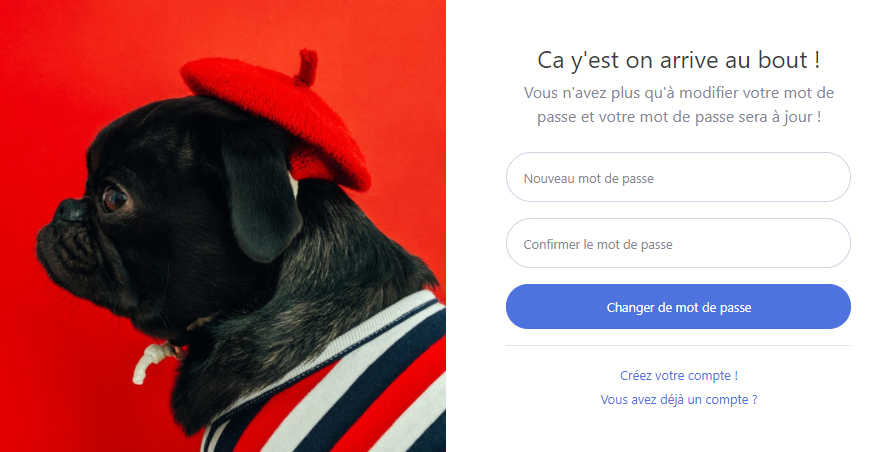 Ca y'est on arrive au bout !
Vous n'avez plus qu'à modifier votre mot de
passe et votre mot de passe sera à jour !
Nouveau mot de passe
Confirmer le mot de passe
Changer de mot de passe
Créez votre compte !
Vous avez déjà un compte ?